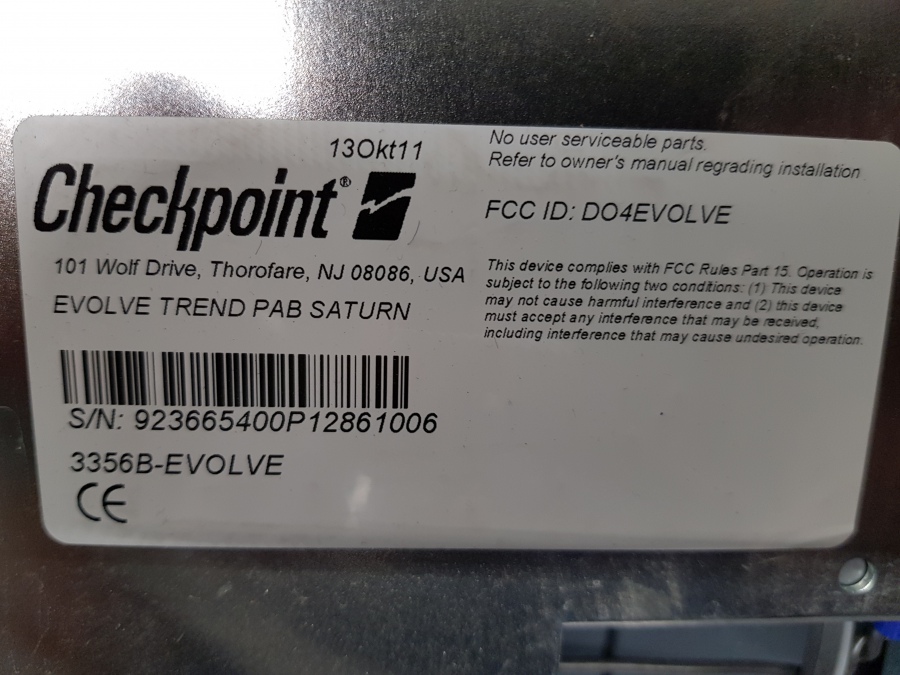 13Okt11
Checkpoint®
101 Wolf Drive, Thorofare, NJ 08086, USA
EVOLVE TREND PAB SATURN
S/N: 923665400P12861006
3356B-EVOLVE
CE
No user serviceable parts.
Refer to owner's manual regrading installation
FCC ID: DO4EVOLVE
This device complies with FCC Rules Part 15. Operation is
subject to the following two conditions: (1) This device
may not cause harmful interference and (2) this device
must accept any interference that may be received,
including interference that may cause undesired operation.